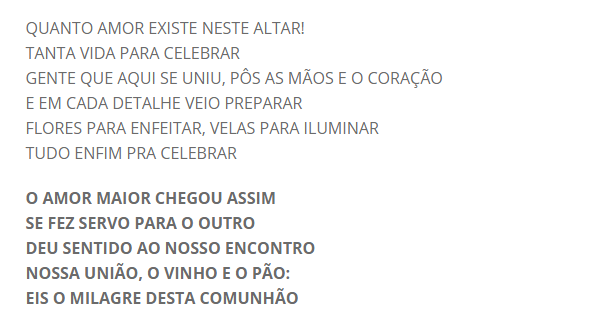 QUANTO AMOR EXISTE NESTE ALTAR!
TANTA VIDA PARA CELEBRAR
GENTE QUE AQUI SE UNIU, PÔS AS MÃOS E O CORAÇÃO
E EM CADA DETALHE VEIO PREPARAR
FLORES PARA ENFEITAR, VELAS PARA ILUMINAR
TUDO ENFIM PRA CELEBRAR
O AMOR MAIOR CHEGOU ASSIM
SE FEZ SERVO PARA O OUTRO
DEU SENTIDO AO NOSSO ENCONTRO
NOSSA UNIÃO, O VINHO E O PÃO:
EIS O MILAGRE DESTA COMUNHÃO